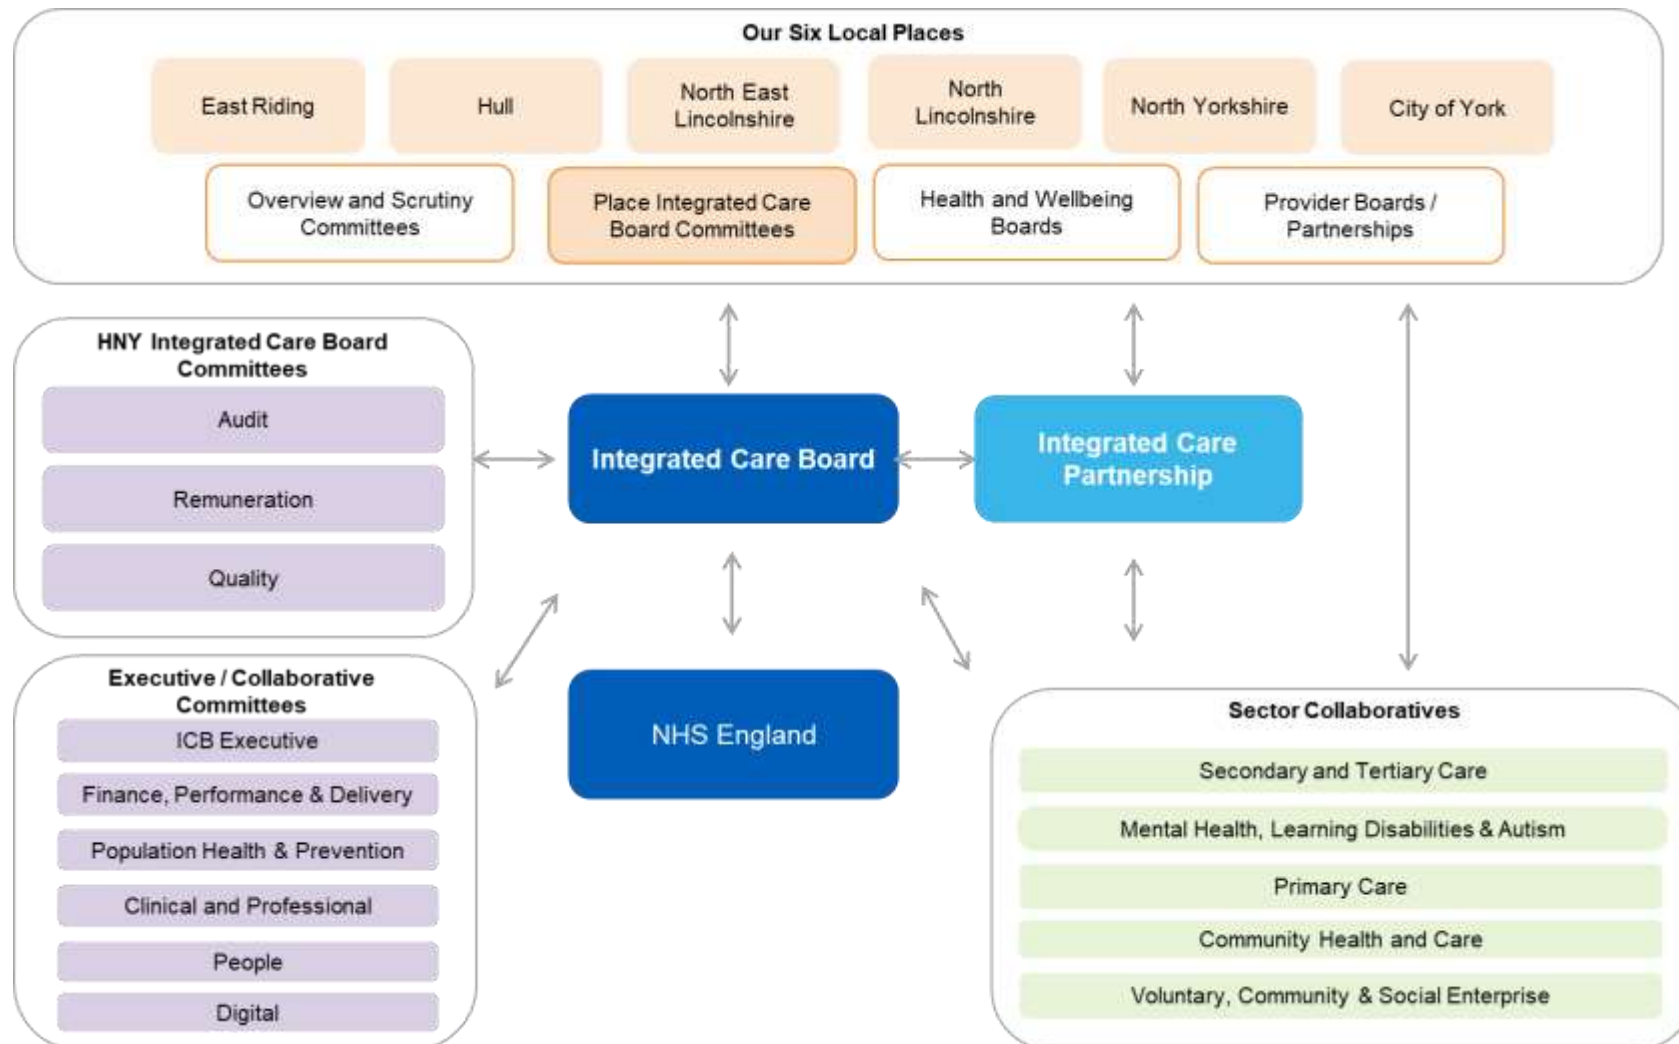 Our Six Local Places
East Riding
Hull
North East
Lincolnshire
North
Lincolnshire
North Yorkshire
City of York
Overview and Scrutiny
Committees
Place Integrated Care
Board Committees
Health and Wellbeing
Boards
Provider Boards /
Partnerships
HNY Integrated Care Board
Committees
Audit
Remuneration
Quality
Integrated Care Board
Integrated Care
Partnership
NHS England
Executive / Collaborative
Committees
ICB Executive
Finance, Performance & Delivery
Population Health & Prevention
Clinical and Professional
People
Digital
Sector Collaboratives
Secondary and Tertiary Care
Mental Health, Learning Disabilities & Autism
Primary Care
Community Health and Care
Voluntary, Community & Social Enterprise